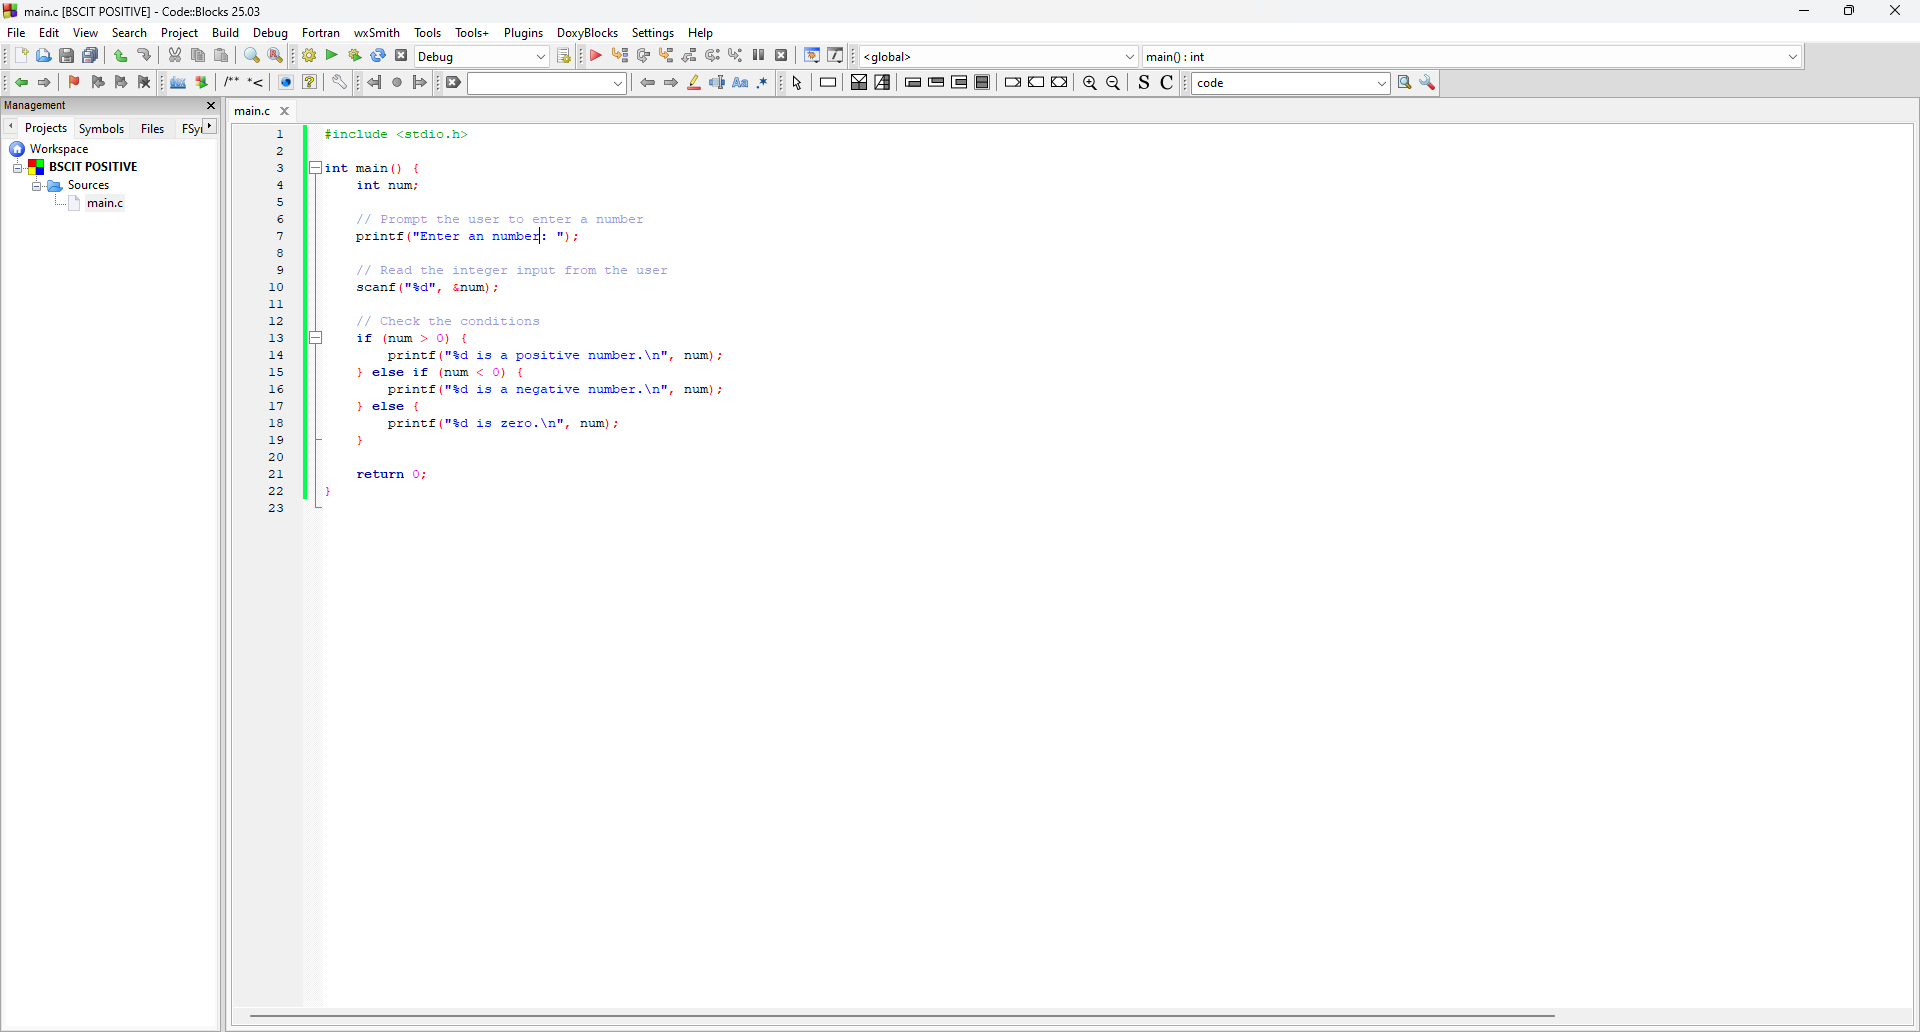 main.c [BSCIT POSITIVE] - Code::Blocks 25.03
File Edit View Search Project Build Debug Fortran wxSmith Tools Tools+ Plugins DoxyBlocks Settings Help
Debug <global> main() : int
/** *< Aa .* S C code
Management
Projects Symbols Files FSy
Workspace
BSCIT POSITIVE
Sources
main.c
main.c
1 #include <stdio.h>
2
3 int main() {
4     int num;
5
6     // Prompt the user to enter a number
7     printf("Enter an number: ");
8
9     // Read the integer input from the user
10     scanf("%d", &num);
11
12     // Check the conditions
13     if (num > 0) {
14         printf("%d is a positive number.\n", num);
15     } else if (num < 0) {
16         printf("%d is a negative number.\n", num);
17     } else {
18         printf("%d is zero.\n", num);
19     }
20
21     return 0;
22 }
23